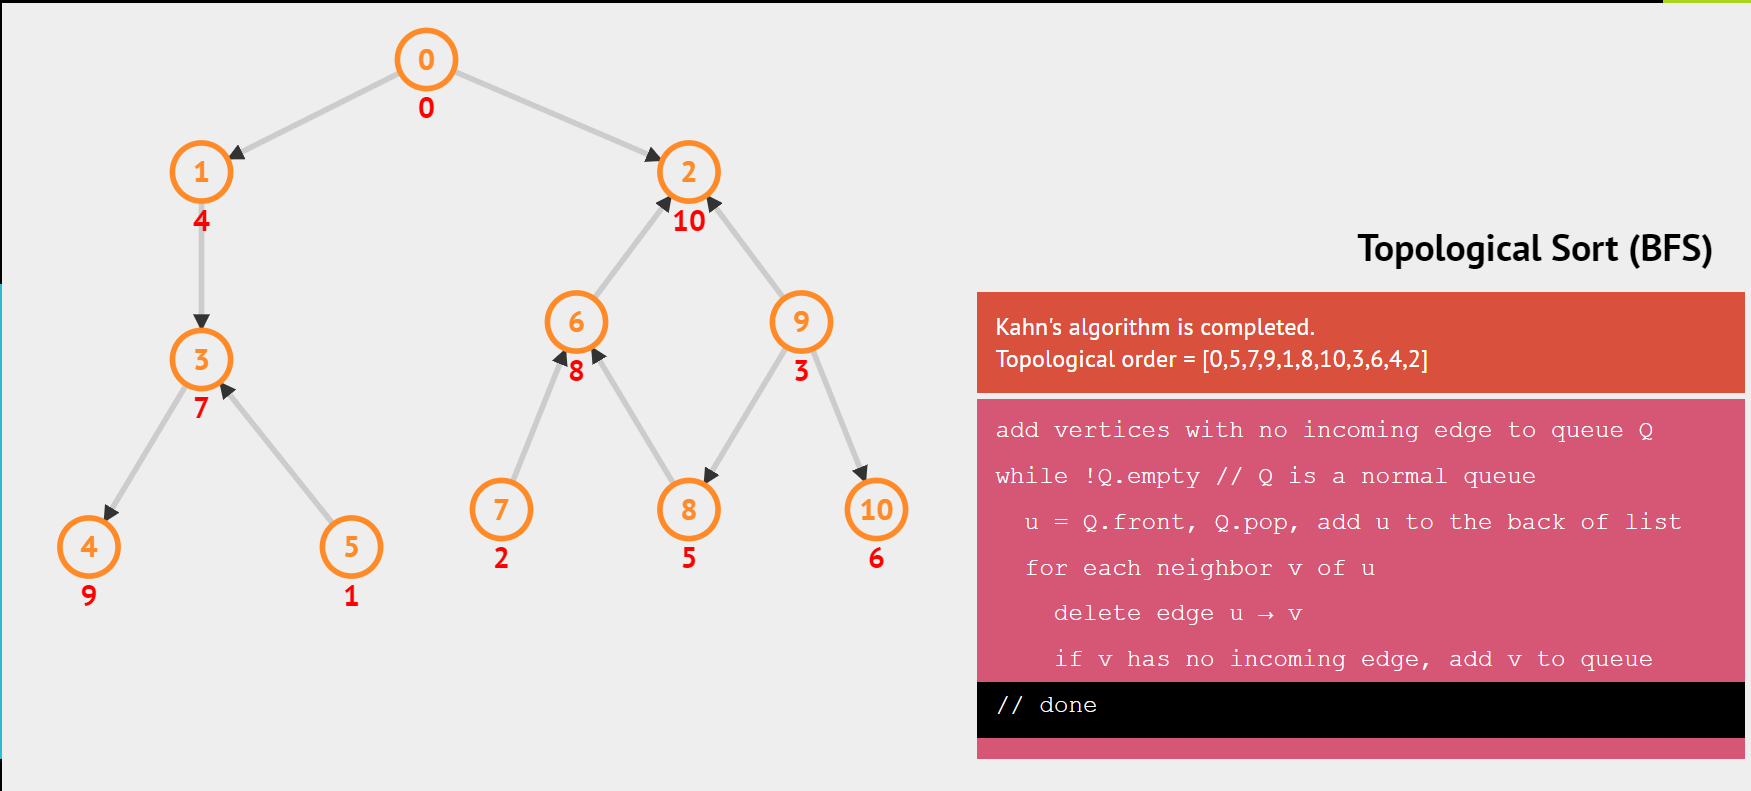 0
0
1
2
4
10
Topological Sort (BFS)
6
9
8
3
Kahn's algorithm is completed.
Topological order = [0,5,7,9,1,8,10,3,6,4,2]
3
7
add vertices with no incoming edge to queue Q
while !Q.empty // Q is a normal queue
7
8
10
u = Q.front, Q.pop, add u to the back of list
4
5
2
5
6
for each neighbor v of u
9
1
delete edge u → v
if v has no incoming edge, add v to queue
// done